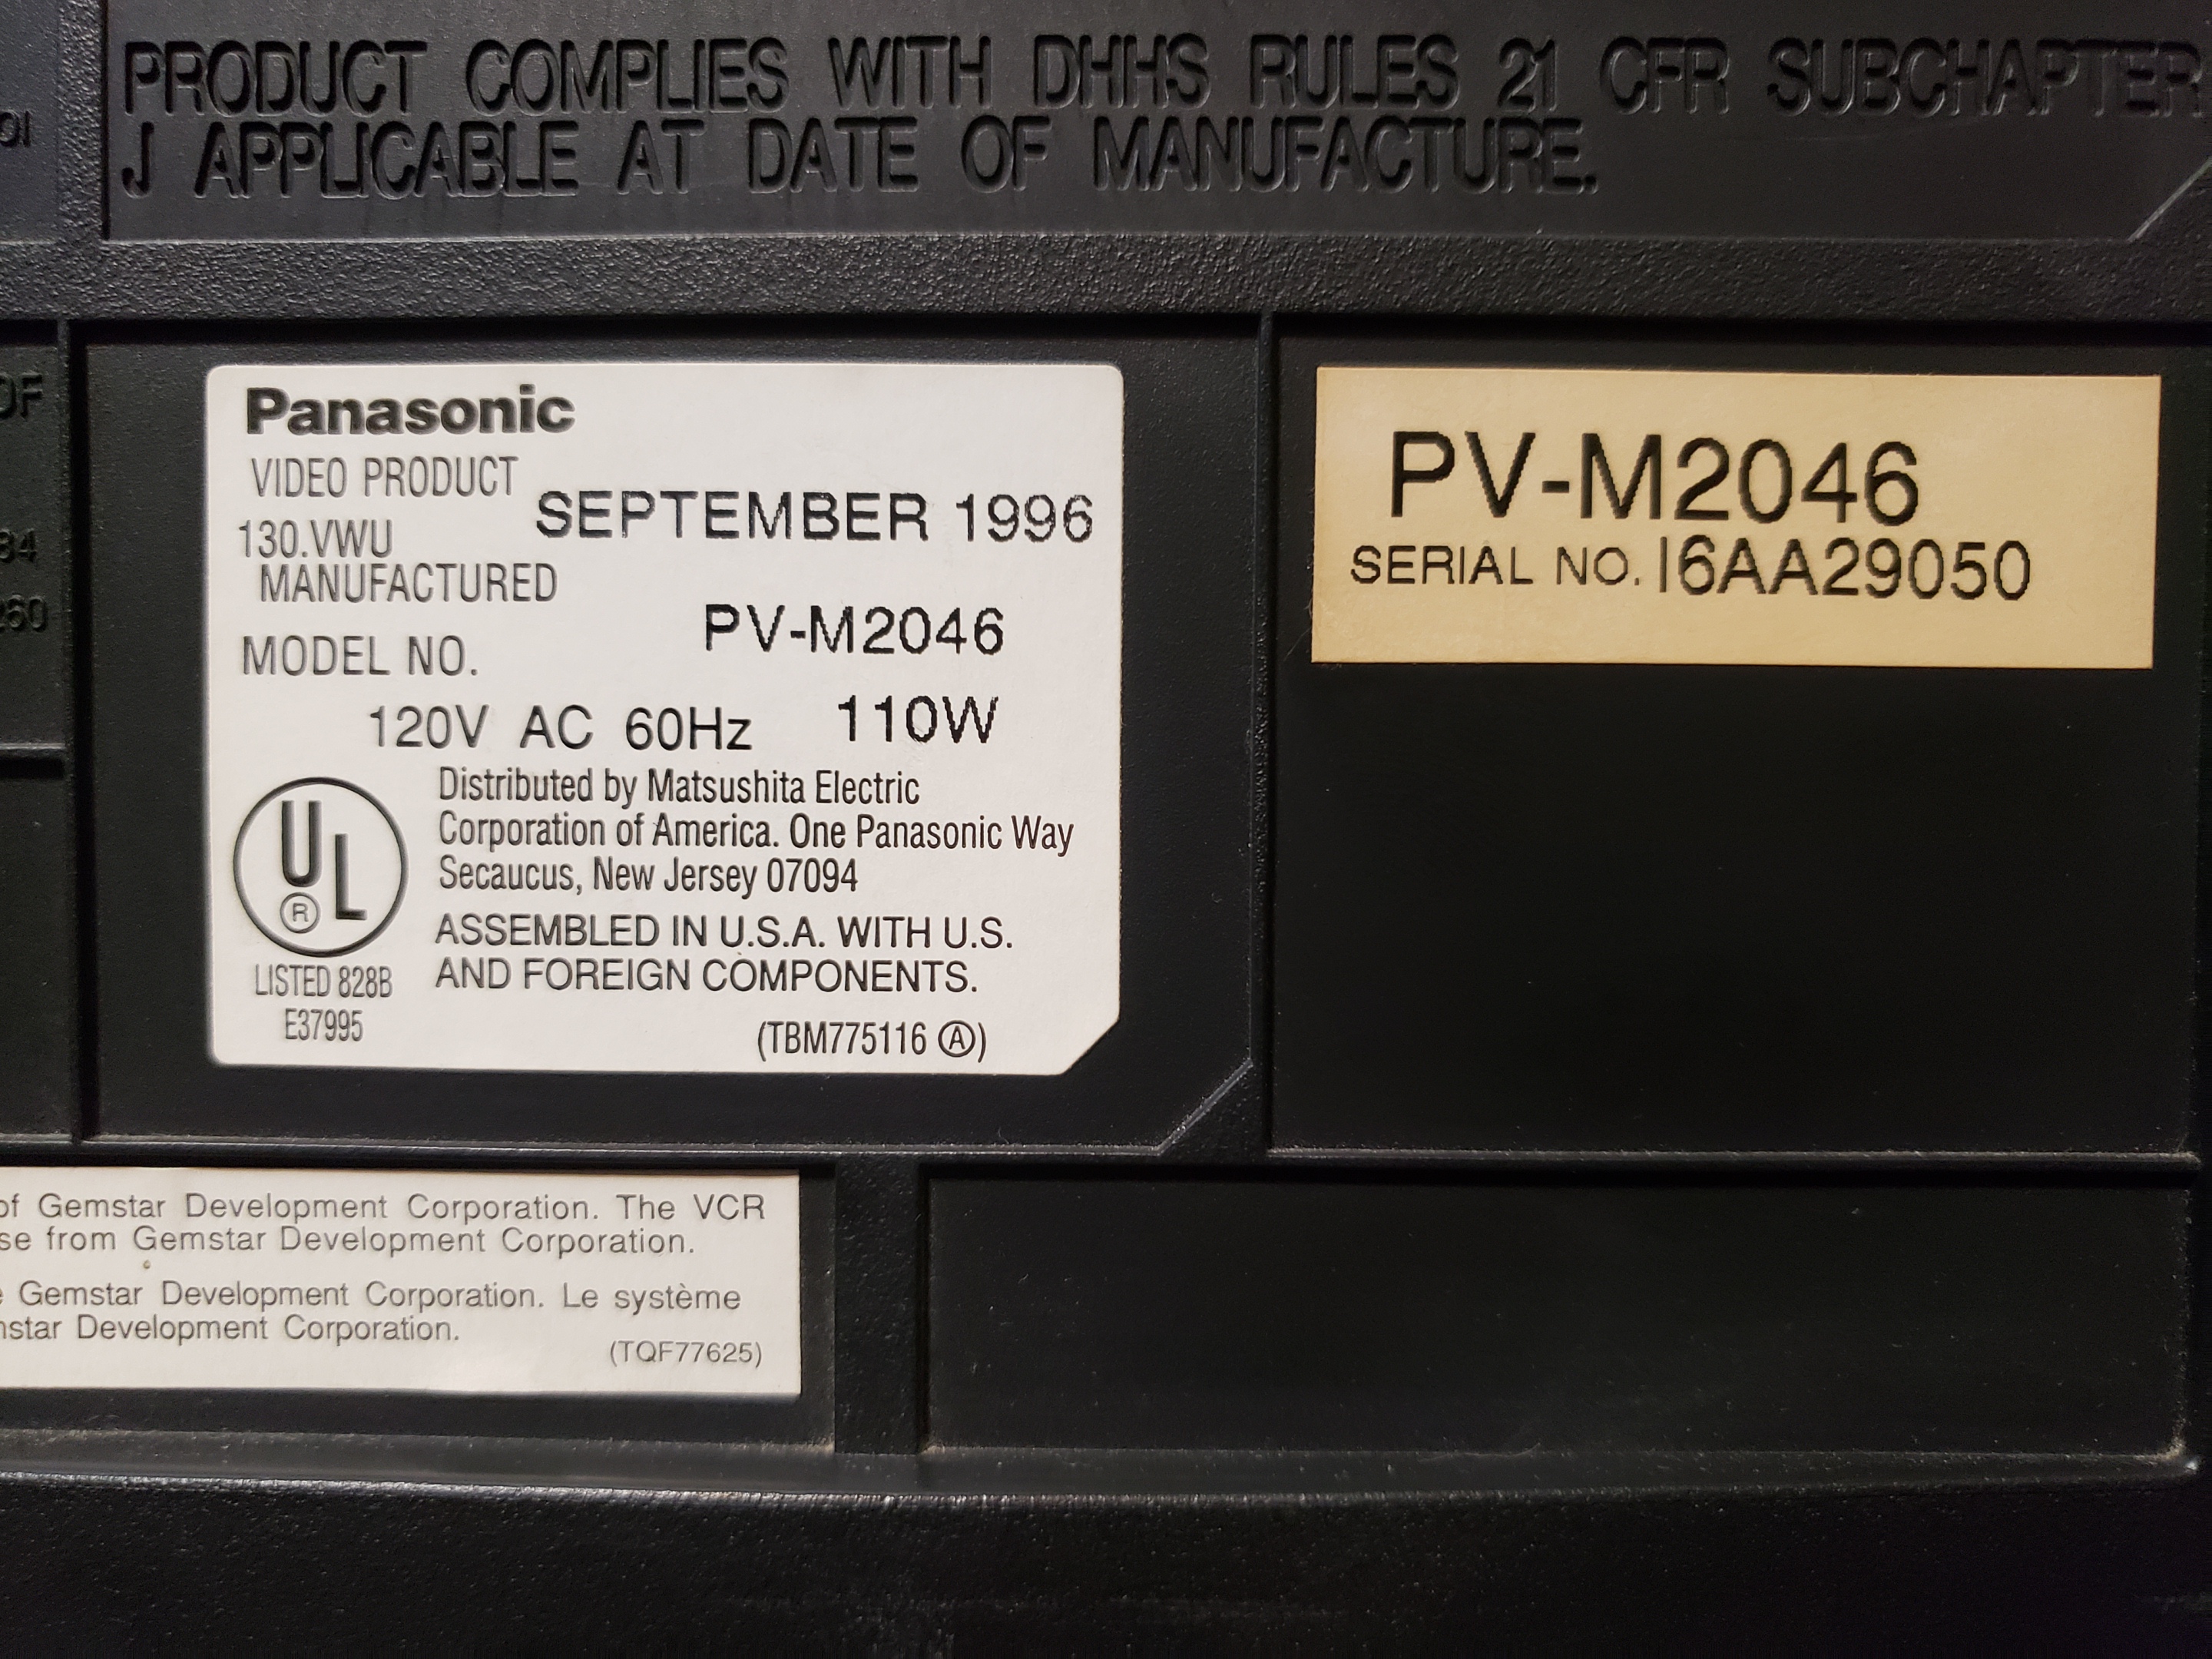 PRODUCT COMPLIES WITH DHHS RULES 21 CFR SUBCHAPTER
J APPLICABLE AT DATE OF MANUFACTURE.
OF
84
260
Panasonic
VIDEO PRODUCT
130.VWU
MANUFACTURED
SEPTEMBER 1996
MODEL NO.
PV-M2046
120V AC 60Hz 110W
UL
®
LISTED 828B
E37995
Distributed by Matsushita Electric
Corporation of America. One Panasonic Way
Secaucus, New Jersey 07094
ASSEMBLED IN U.S.A. WITH U.S.
AND FOREIGN COMPONENTS.
(TBM775116 Ⓐ)
PV-M2046
SERIAL NO. I6AA29050
of Gemstar Development Corporation. The VCR
se from Gemstar Development Corporation.
e Gemstar Development Corporation. Le système
mstar Development Corporation.
(TQF77625)